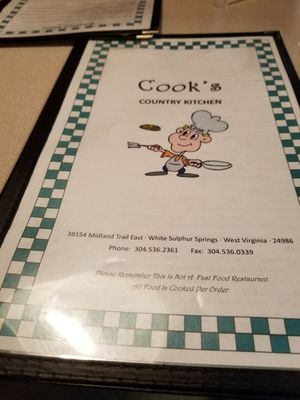 Cook's
COUNTRY KITCHEN
38154 Midland Trail East · White Sulphur Springs · West Virginia · 24986
Phone: 304.536.2361 Fax: 304.536.0339
Please Remember This Is Not A Fast Food Restaurant
All Food Is Cooked Per Order